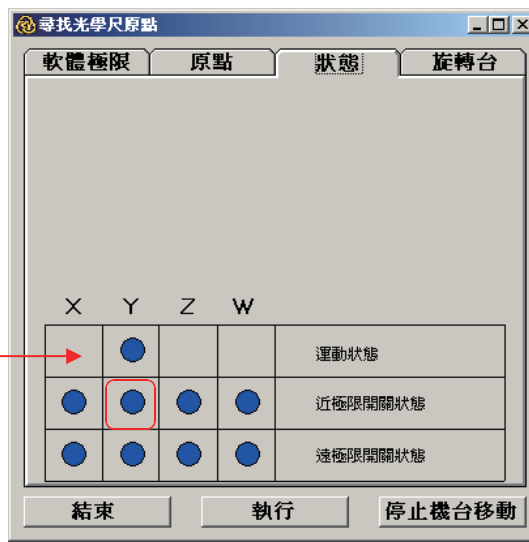 尋找光學尺原點
軟體極限 原點 狀態 旋轉台
X Y Z W
運動狀態
近極限開關狀態
遠極限開關狀態
結束 執行 停止機台移動